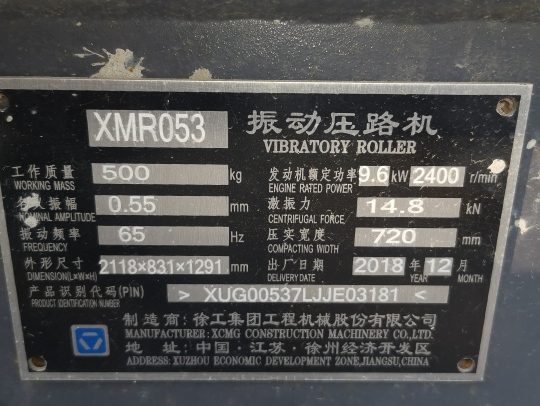 XMR053 振动压路机
VIBRATORY ROLLER
工作质量 500 kg 发动机额定功率 9.6 kW 2400 r/min
WORKING MASS ENGINE RATED POWER
名义振幅 0.55 mm 激振力 14.8 kN
NOMINAL AMPLITUDE CENTRIFUGAL FORCE
振动频率 65 Hz 压实宽度 720 mm
FREQUENCY COMPACTING WIDTH
外形尺寸 2118×831×1291 mm 出厂日期 2018 年 12 月
DIMENSION(L×W×H) DELIVERY DATE YEAR MONTH
产品识别代码(PIN) > XUG00537LJJE03181 <
PRODUCT IDENTIFICATION NUMBER
制造商:徐工集团工程机械股份有限公司
MANUFACTURER: XCMG CONSTRUCTION MACHINERY CO.,LTD.
地 址: 中国·江苏·徐州经济开发区
ADDRESS: XUZHOU ECONOMIC DEVELOPMENT ZONE,JIANGSU,CHINA